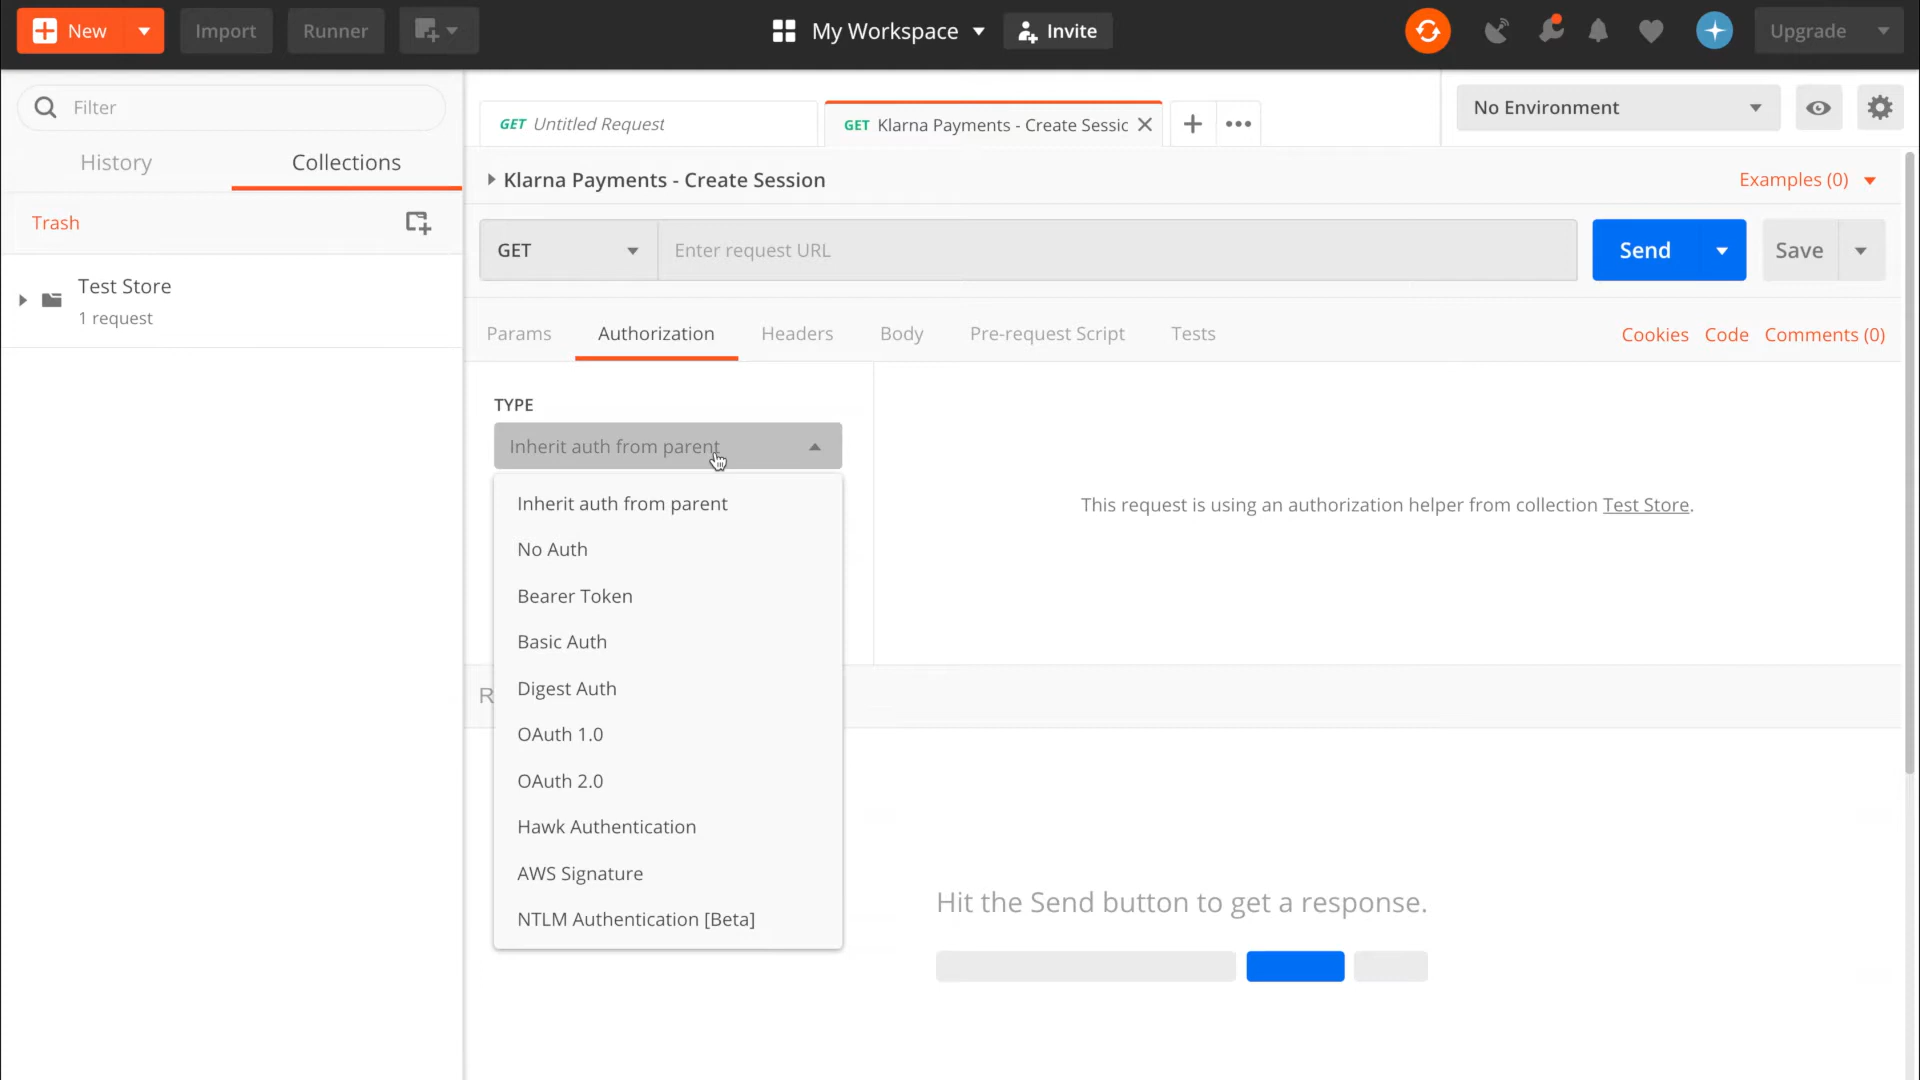 New
Import
Runner
My Workspace
Invite
Upgrade
Filter
History
Collections
Trash
Test Store
1 request
GET Untitled Request
GET Klarna Payments - Create Sessic
No Environment
Klarna Payments - Create Session
Examples (0)
GET
Enter request URL
Send
Save
Params
Authorization
Headers
Body
Pre-request Script
Tests
Cookies
Code
Comments (0)
TYPE
Inherit auth from parent
Inherit auth from parent
No Auth
Bearer Token
Basic Auth
Digest Auth
OAuth 1.0
OAuth 2.0
Hawk Authentication
AWS Signature
NTLM Authentication [Beta]
This request is using an authorization helper from collection Test Store.
R
Hit the Send button to get a response.